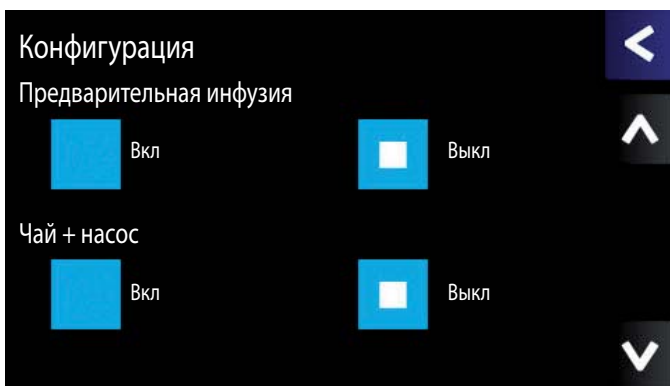 Конфигурация
Предварительная инфузия
Вкл Выкл
Чай + насос
Вкл Выкл